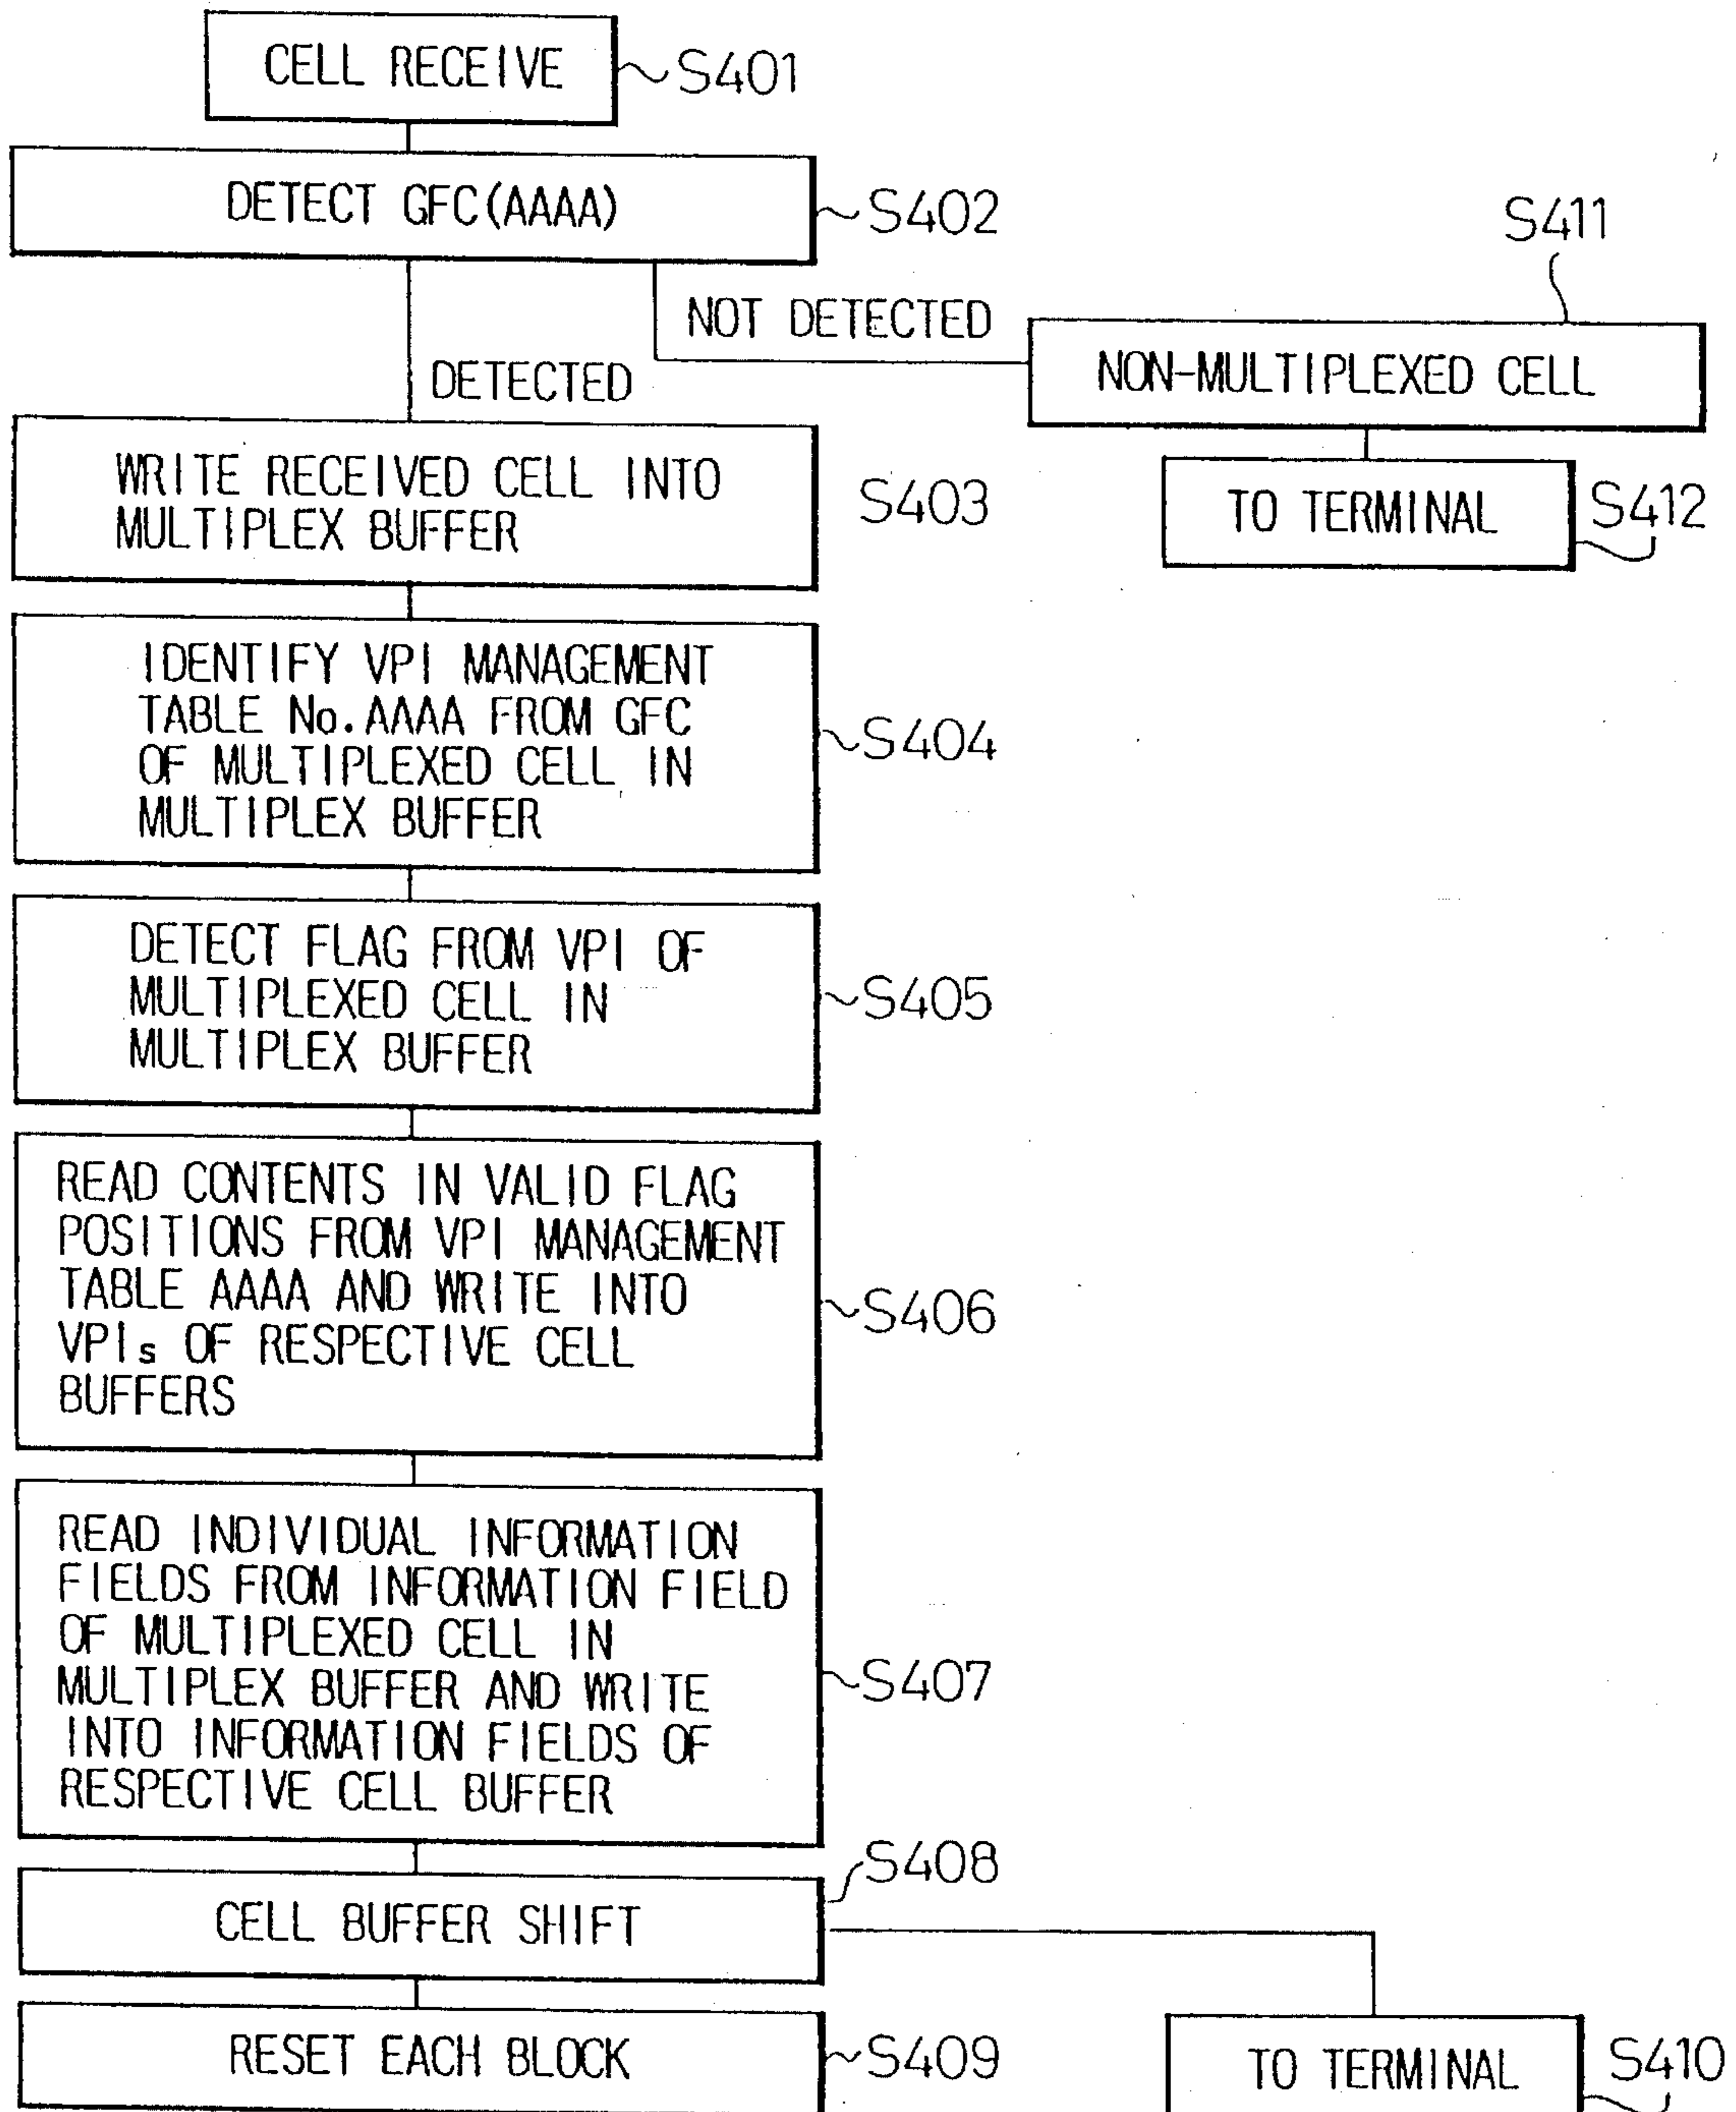 CELL RECEIVE
S401
DETECT GFC(AAAA)
S402
S411
NOT DETECTED
NON-MULTIPLEXED CELL
DETECTED
WRITE RECEIVED CELL INTO
MULTIPLEX BUFFER
S403
TO TERMINAL
S412
IDENTIFY VPI MANAGEMENT
TABLE No.AAAA FROM GFC
OF MULTIPLEXED CELL IN
MULTIPLEX BUFFER
S404
DETECT FLAG FROM VPI OF
MULTIPLEXED CELL IN
MULTIPLEX BUFFER
S405
READ CONTENTS IN VALID FLAG
POSITIONS FROM VPI MANAGEMENT
TABLE AAAA AND WRITE INTO
VPIs OF RESPECTIVE CELL
BUFFERS
S406
READ INDIVIDUAL INFORMATION
FIELDS FROM INFORMATION FIELD
OF MULTIPLEXED CELL IN
MULTIPLEX BUFFER AND WRITE
INTO INFORMATION FIELDS OF
RESPECTIVE CELL BUFFER
S407
S408
CELL BUFFER SHIFT
RESET EACH BLOCK
S409
TO TERMINAL
S410